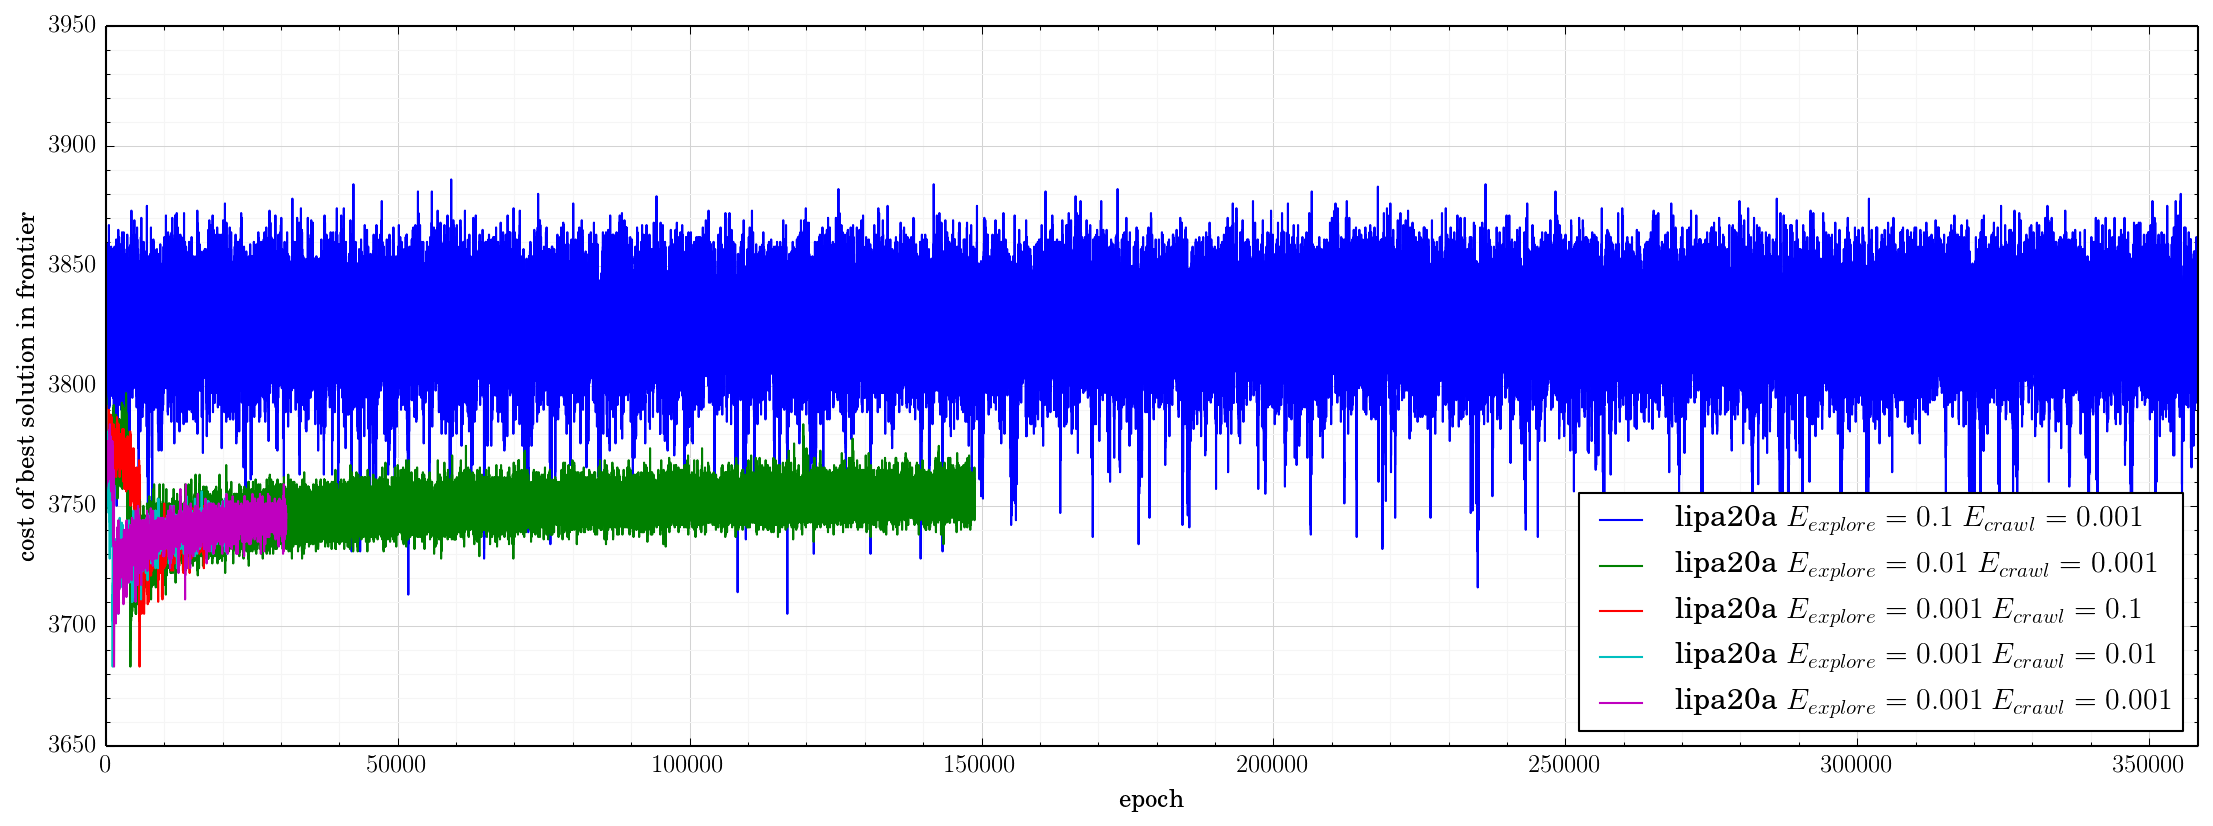 3950
3900
3850
3800
3750
3700
3650
cost of best solution in frontier
0 50000 100000 150000 200000 250000 300000 350000
epoch
lipa20a E_explore = 0.1 E_crawl = 0.001
lipa20a E_explore = 0.01 E_crawl = 0.001
lipa20a E_explore = 0.001 E_crawl = 0.1
lipa20a E_explore = 0.001 E_crawl = 0.01
lipa20a E_explore = 0.001 E_crawl = 0.001